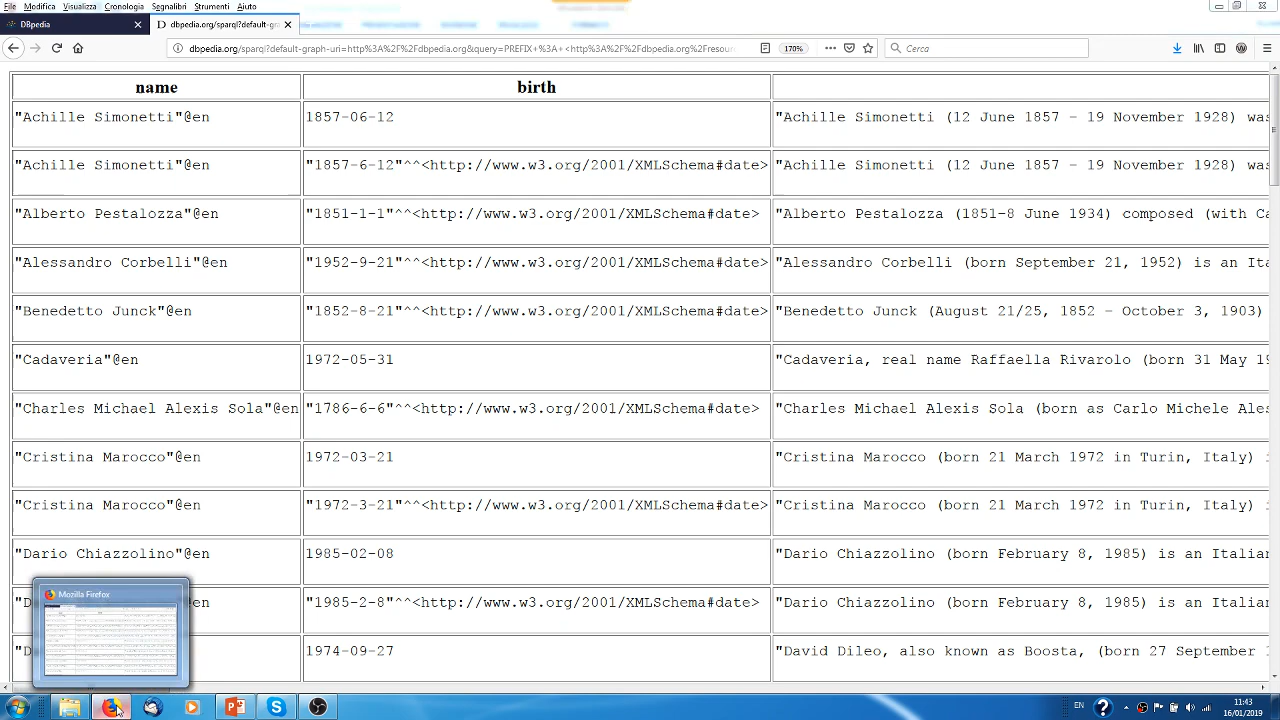 File Modifica Visualizza Cronologia Segnalibri Strumenti Aiuto
DBpedia
dbpedia.org/sparql?default-gra
dbpedia.org/sparql?default-graph-uri=http%3A%2F%2Fdbpedia.org&query=PREFIX+%3A+<http%3A%2F%2Fdbpedia.org%2Fresour
170%
Cerca
name birth
"Achille Simonetti"@en 1857-06-12 "Achille Simonetti (12 June 1857 – 19 November 1928) was
"Achille Simonetti"@en "1857-6-12"^^<http://www.w3.org/2001/XMLSchema#date> "Achille Simonetti (12 June 1857 – 19 November 1928) was
"Alberto Pestalozza"@en "1851-1-1"^^<http://www.w3.org/2001/XMLSchema#date> "Alberto Pestalozza (1851–8 June 1934) composed (with Ca
"Alessandro Corbelli"@en "1952-9-21"^^<http://www.w3.org/2001/XMLSchema#date> "Alessandro Corbelli (born September 21, 1952) is an Ita
"Benedetto Junck"@en "1852-8-21"^^<http://www.w3.org/2001/XMLSchema#date> "Benedetto Junck (August 21/25, 1852 – October 3, 1903)
"Cadaveria"@en 1972-05-31 "Cadaveria, real name Raffaella Rivarolo (born 31 May 19
"Charles Michael Alexis Sola"@en "1786-6-6"^^<http://www.w3.org/2001/XMLSchema#date> "Charles Michael Alexis Sola (born as Carlo Michele Ales
"Cristina Marocco"@en 1972-03-21 "Cristina Marocco (born 21 March 1972 in Turin, Italy) i
"Cristina Marocco"@en "1972-3-21"^^<http://www.w3.org/2001/XMLSchema#date> "Cristina Marocco (born 21 March 1972 in Turin, Italy) i
"Dario Chiazzolino"@en 1985-02-08 "Dario Chiazzolino (born February 8, 1985) is an Italian
Mozilla Firefox
"D @en "1985-2-8"^^<http://www.w3.org/2001/XMLSchema#date> "Dario Chiazzolino (born February 8, 1985) is an Italian
"D 1974-09-27 "David Dileo, also known as Boosta, (born 27 September
EN
11:43
16/09/2019